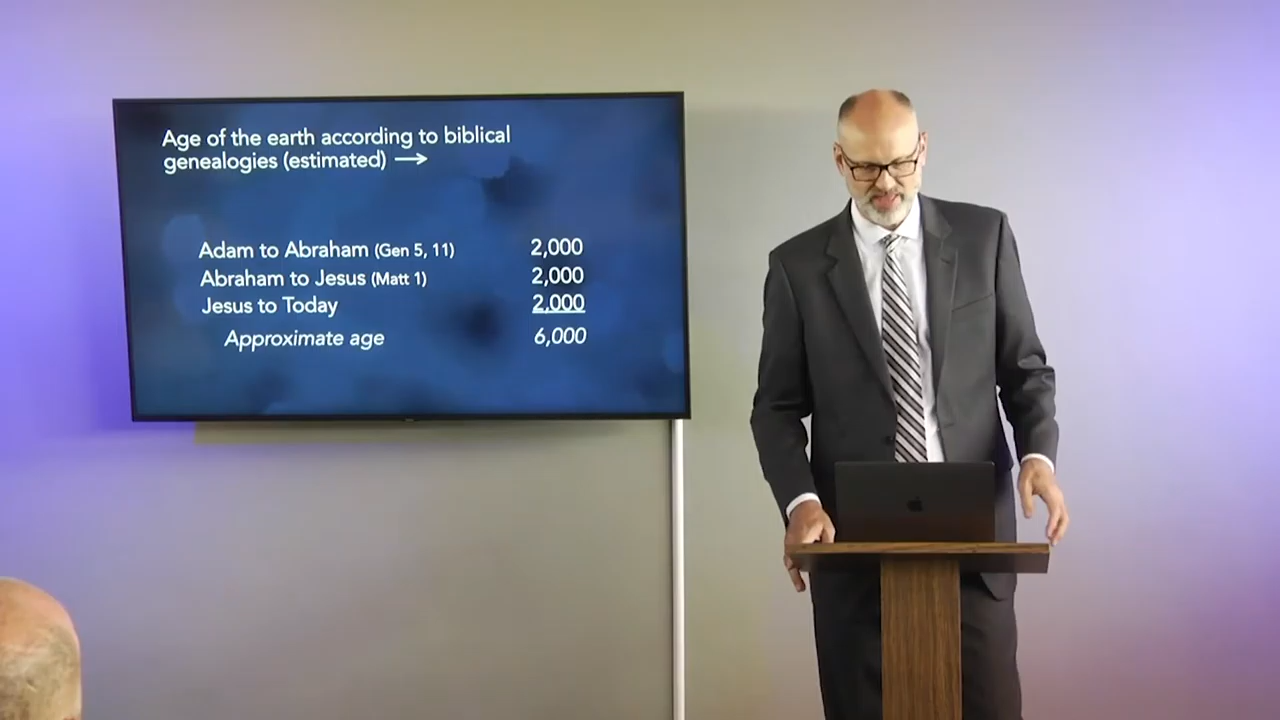 Age of the earth according to biblical
genealogies (estimated) →
Adam to Abraham (Gen 5, 11) 2,000
Abraham to Jesus (Matt 1) 2,000
Jesus to Today 2,000
Approximate age 6,000